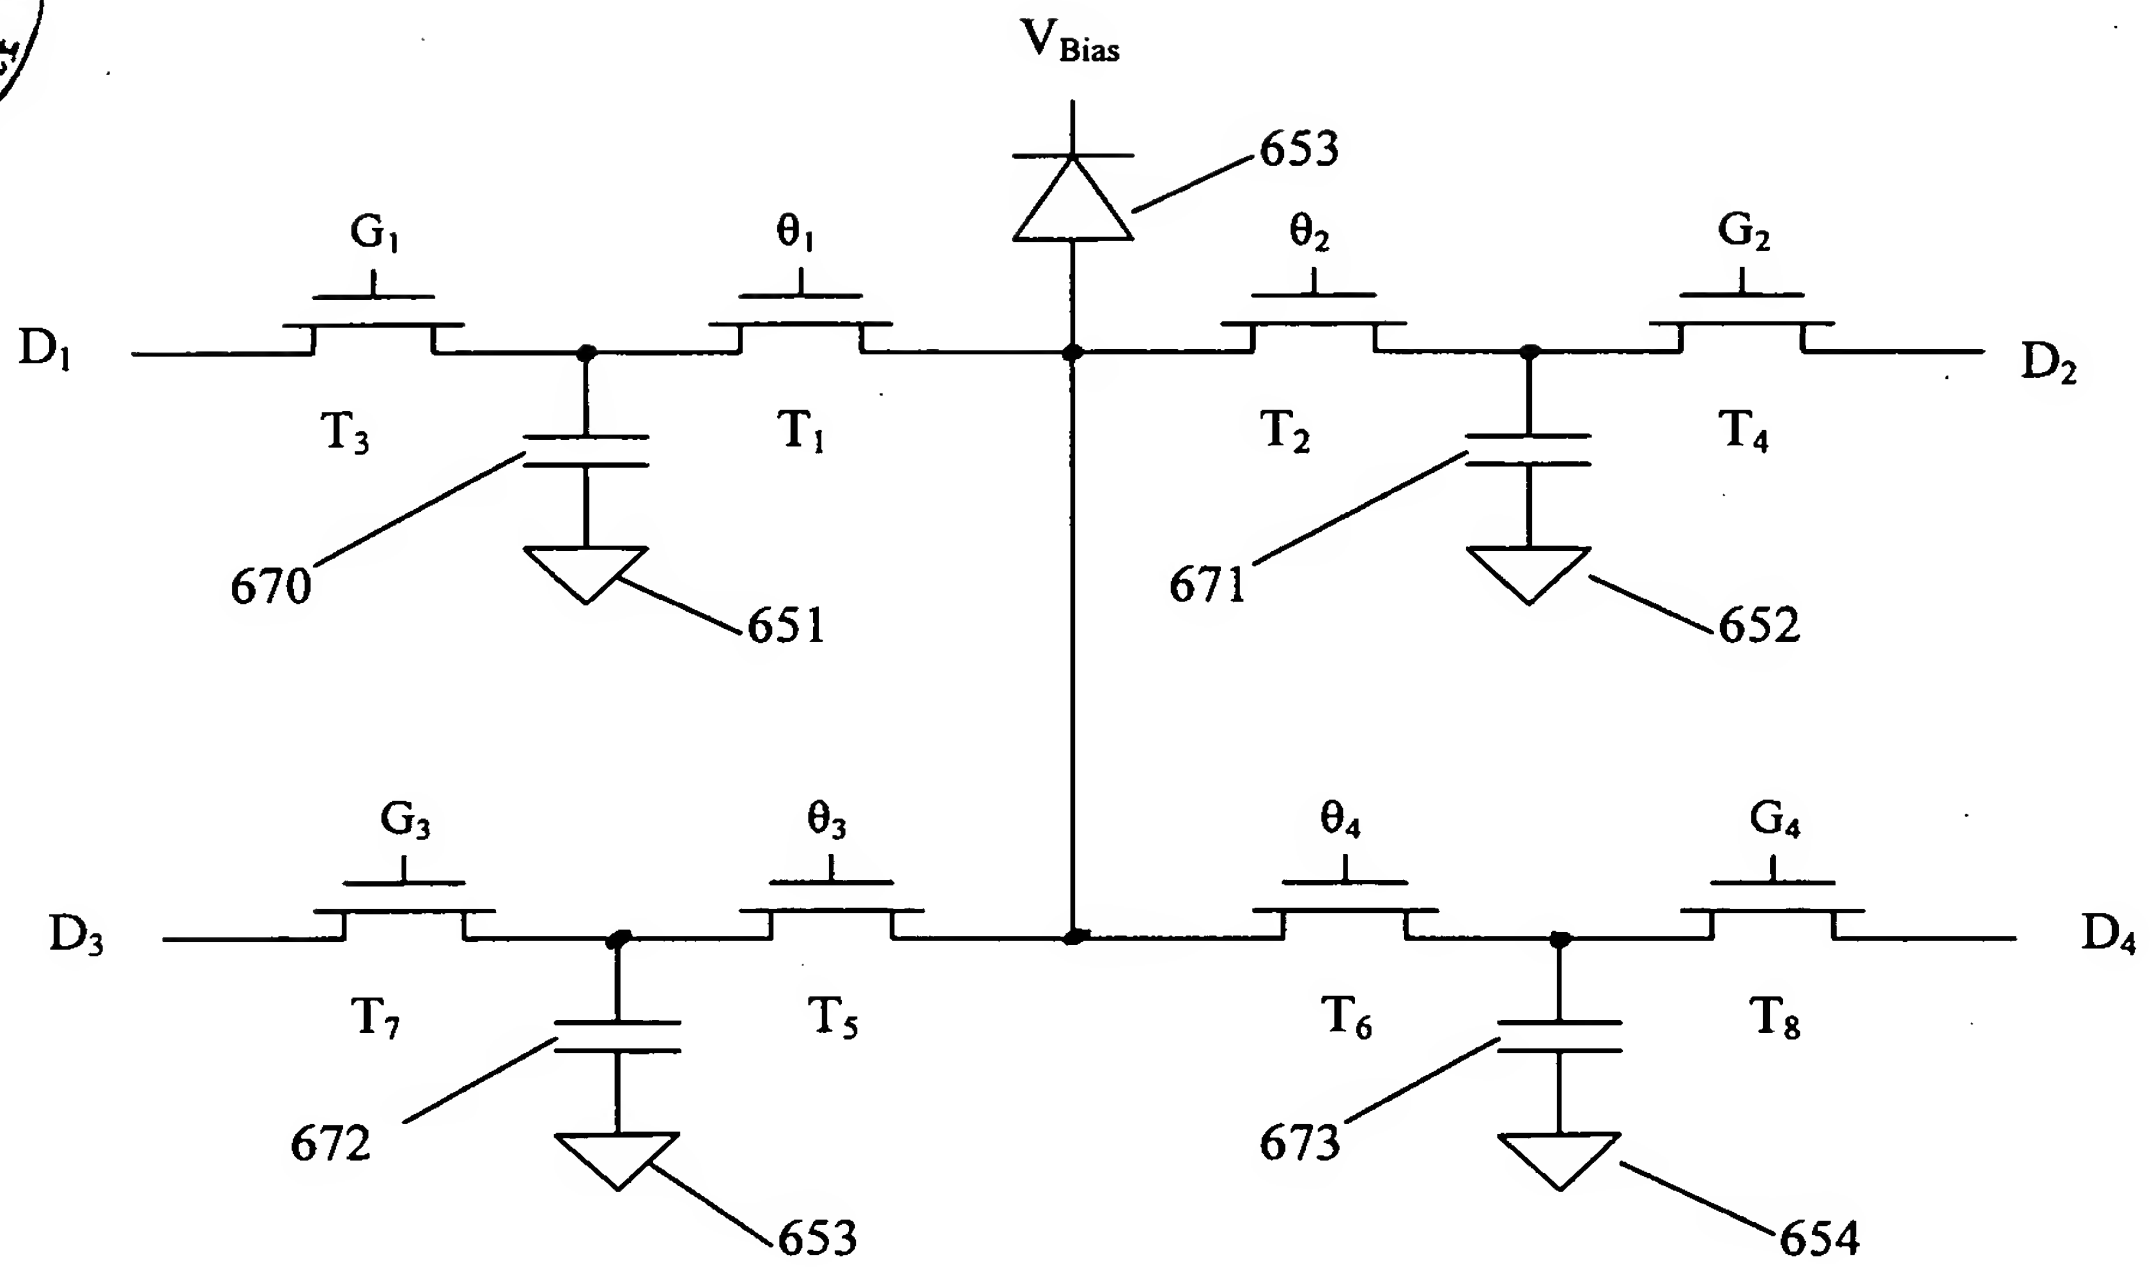 V_Bias
653
G₁ θ₁ θ₂ G₂
D₁ D₂
T₃ T₁ T₂ T₄
670 651 671 652
G₃ θ₃ θ₄ G₄
D₃ D₄
T₇ T₅ T₆ T₈
672 653 673 654